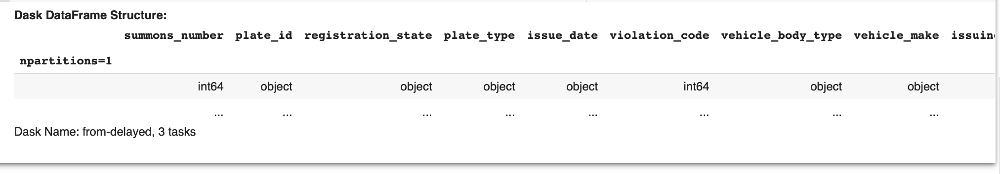 Dask DataFrame Structure:
summons_number plate_id registration_state plate_type issue_date violation_code vehicle_body_type vehicle_make
npartitions=1
int64 object object object object int64 object object
... ... ... ... ... ... ... ...
Dask Name: from-delayed, 3 tasks